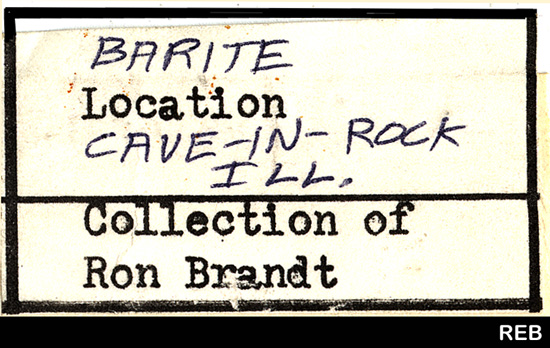 BARITE
Location
CAVE-IN-ROCK
ILL.
Collection of
Ron Brandt
REB